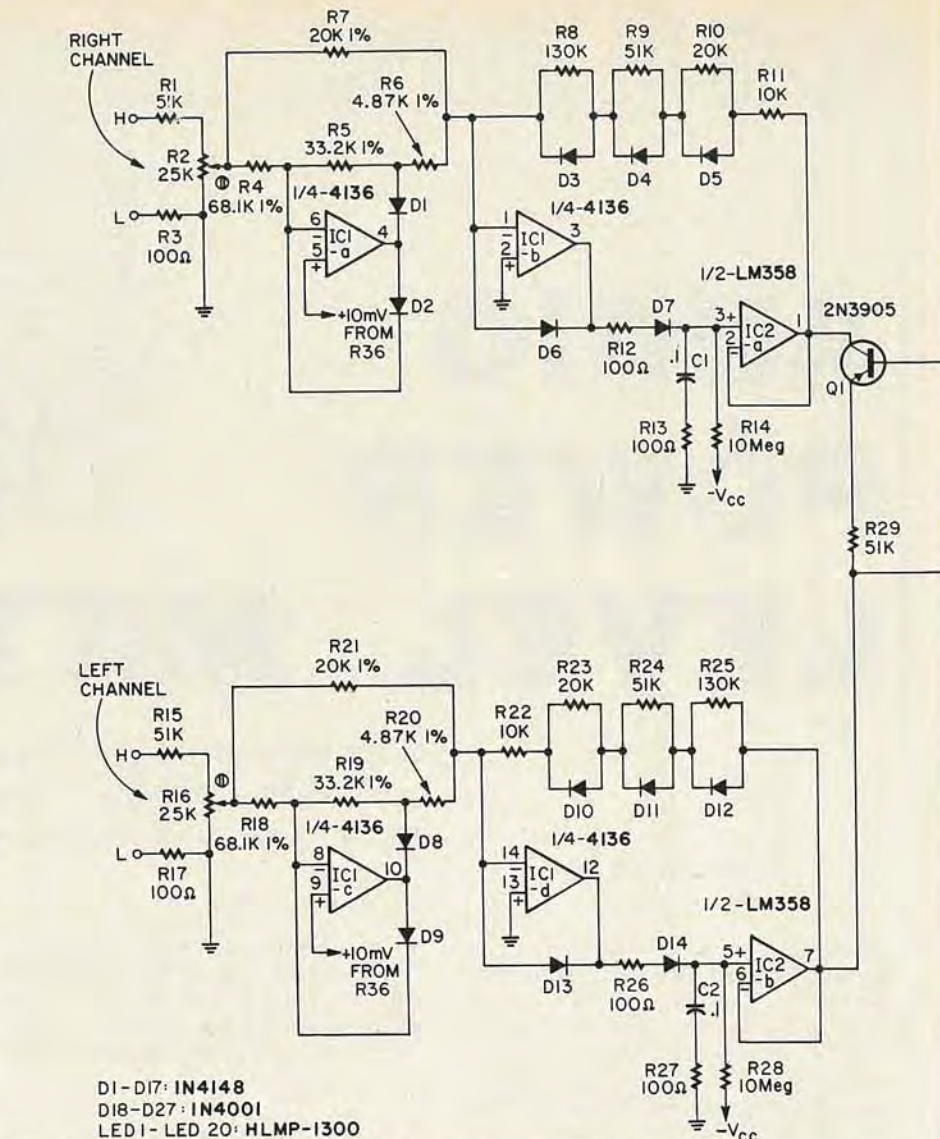 RIGHT
CHANNEL
R7
20K 1%
R8
130K
R9
51K
R10
20K
R11
10K
R1
51K
H
R6
4.87K 1%
R5
33.2K 1%
R2
25K
R4
68.1K 1%
1/4-4136
L
R3
100Ω
D1
6
5
-
+
IC1
-a
4
+10mV
FROM
R36
D2
D3
D4
D5
1/4-4136
1
2
-
+
IC1
-b
3
D6
R12
100Ω
D7
.1
C1
1/2-LM358
3+
2
-
IC2
-a
1
2N3905
Q1
R13
100Ω
R14
10Meg
-VCC
R29
51K
LEFT
CHANNEL
R21
20K 1%
R23
20K
R24
51K
R25
130K
R15
51K
H
R20
4.87K 1%
R22
10K
R19
33.2K 1%
R16
25K
R18
68.1K 1%
1/4-4136
L
R17
100Ω
D8
8
9
-
+
IC1
-c
10
+10mV
FROM
R36
D9
D10
D11
D12
1/4-4136
14
13
-
+
IC1
-d
12
D13
R26
100Ω
D14
C2
.1
1/2-LM358
5+
6
-
IC2
-b
7
R27
100Ω
R28
10Meg
-VCC
D1-D17: 1N4148
D18-D27: 1N4001
LED1-LED 20: HLMP-1300